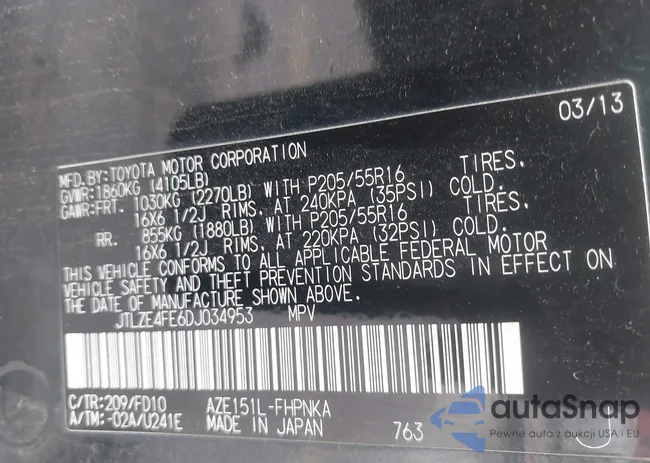 03/13
MFD.BY:TOYOTA MOTOR CORPORATION
GVWR:1860KG (4105LB)
GAWR:FRT. 1030KG (2270LB) WITH P205/55R16 TIRES.
16X6 1/2J RIMS. AT 240KPA (35PSI) COLD.
RR. 855KG (1880LB) WITH P205/55R16 TIRES.
16X6 1/2J RIMS. AT 220KPA (32PSI) COLD.
THIS VEHICLE CONFORMS TO ALL APPLICABLE FEDERAL MOTOR
VEHICLE SAFETY AND THEFT PREVENTION STANDARDS IN EFFECT ON
THE DATE OF MANUFACTURE SHOWN ABOVE.
JTLZE4FE6DJ034953 MPV
C/TR:209/FD10 AZE151L-FHPNKA
A/TM:-02A/U241E MADE IN JAPAN 763
autoSnap
Pewne auta z aukcji USA i EU